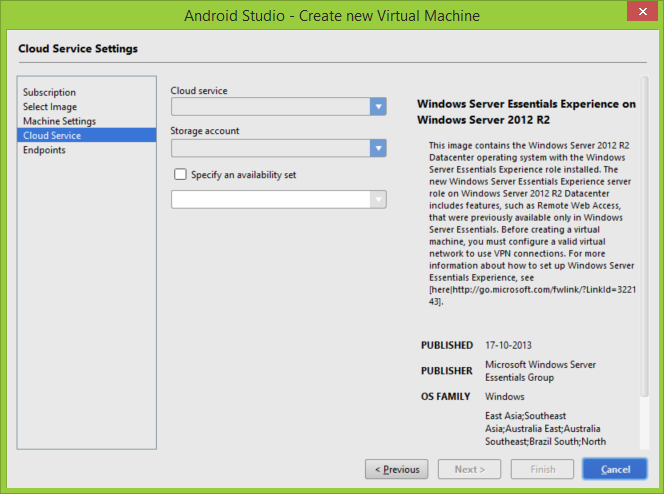 Android Studio - Create new Virtual Machine
Cloud Service Settings
Subscription
Select Image
Machine Settings
Cloud Service
Endpoints
Cloud service
Storage account
Specify an availability set
Windows Server Essentials Experience on
Windows Server 2012 R2
This image contains the Windows Server 2012 R2
Datacenter operating system with the Windows
Server Essentials Experience role installed. The
new Windows Server Essentials Experience server
role on Windows Server 2012 R2 Datacenter
includes features, such as Remote Web Access,
that were previously available only in Windows
Server Essentials. Before creating a virtual
machine, you must configure a valid virtual
network to use VPN connections. For more
information about how to set up Windows Server
Essentials Experience, see
[here|http://go.microsoft.com/fwlink/?LinkId=3221
43].
PUBLISHED 17-10-2013
PUBLISHER Microsoft Windows Server
Essentials Group
OS FAMILY Windows
East Asia;Southeast
Asia;Australia East;Australia
Southeast;Brazil South;North
< Previous
Next >
Finish
Cancel